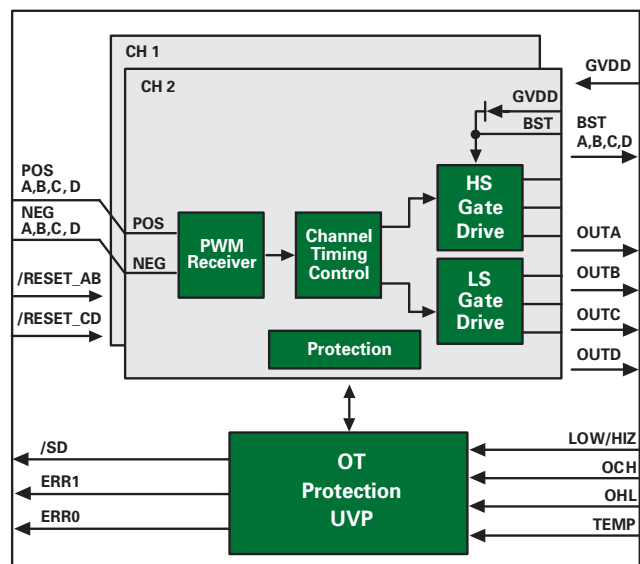 CH 1
CH 2
GVDD
BST
GVDD
BST
A,B,C,D
POS
A,B,C, D
NEG
A,B,C,D
POS
NEG
PWM
Receiver
Channel
Timing
Control
HS
Gate
Drive
LS
Gate
Drive
Protection
/RESET_AB
/RESET_CD
OUTA
OUTB
OUTC
OUTD
/SD
ERR1
ERR0
OT
Protection
UVP
LOW/HIZ
OCH
OHL
TEMP